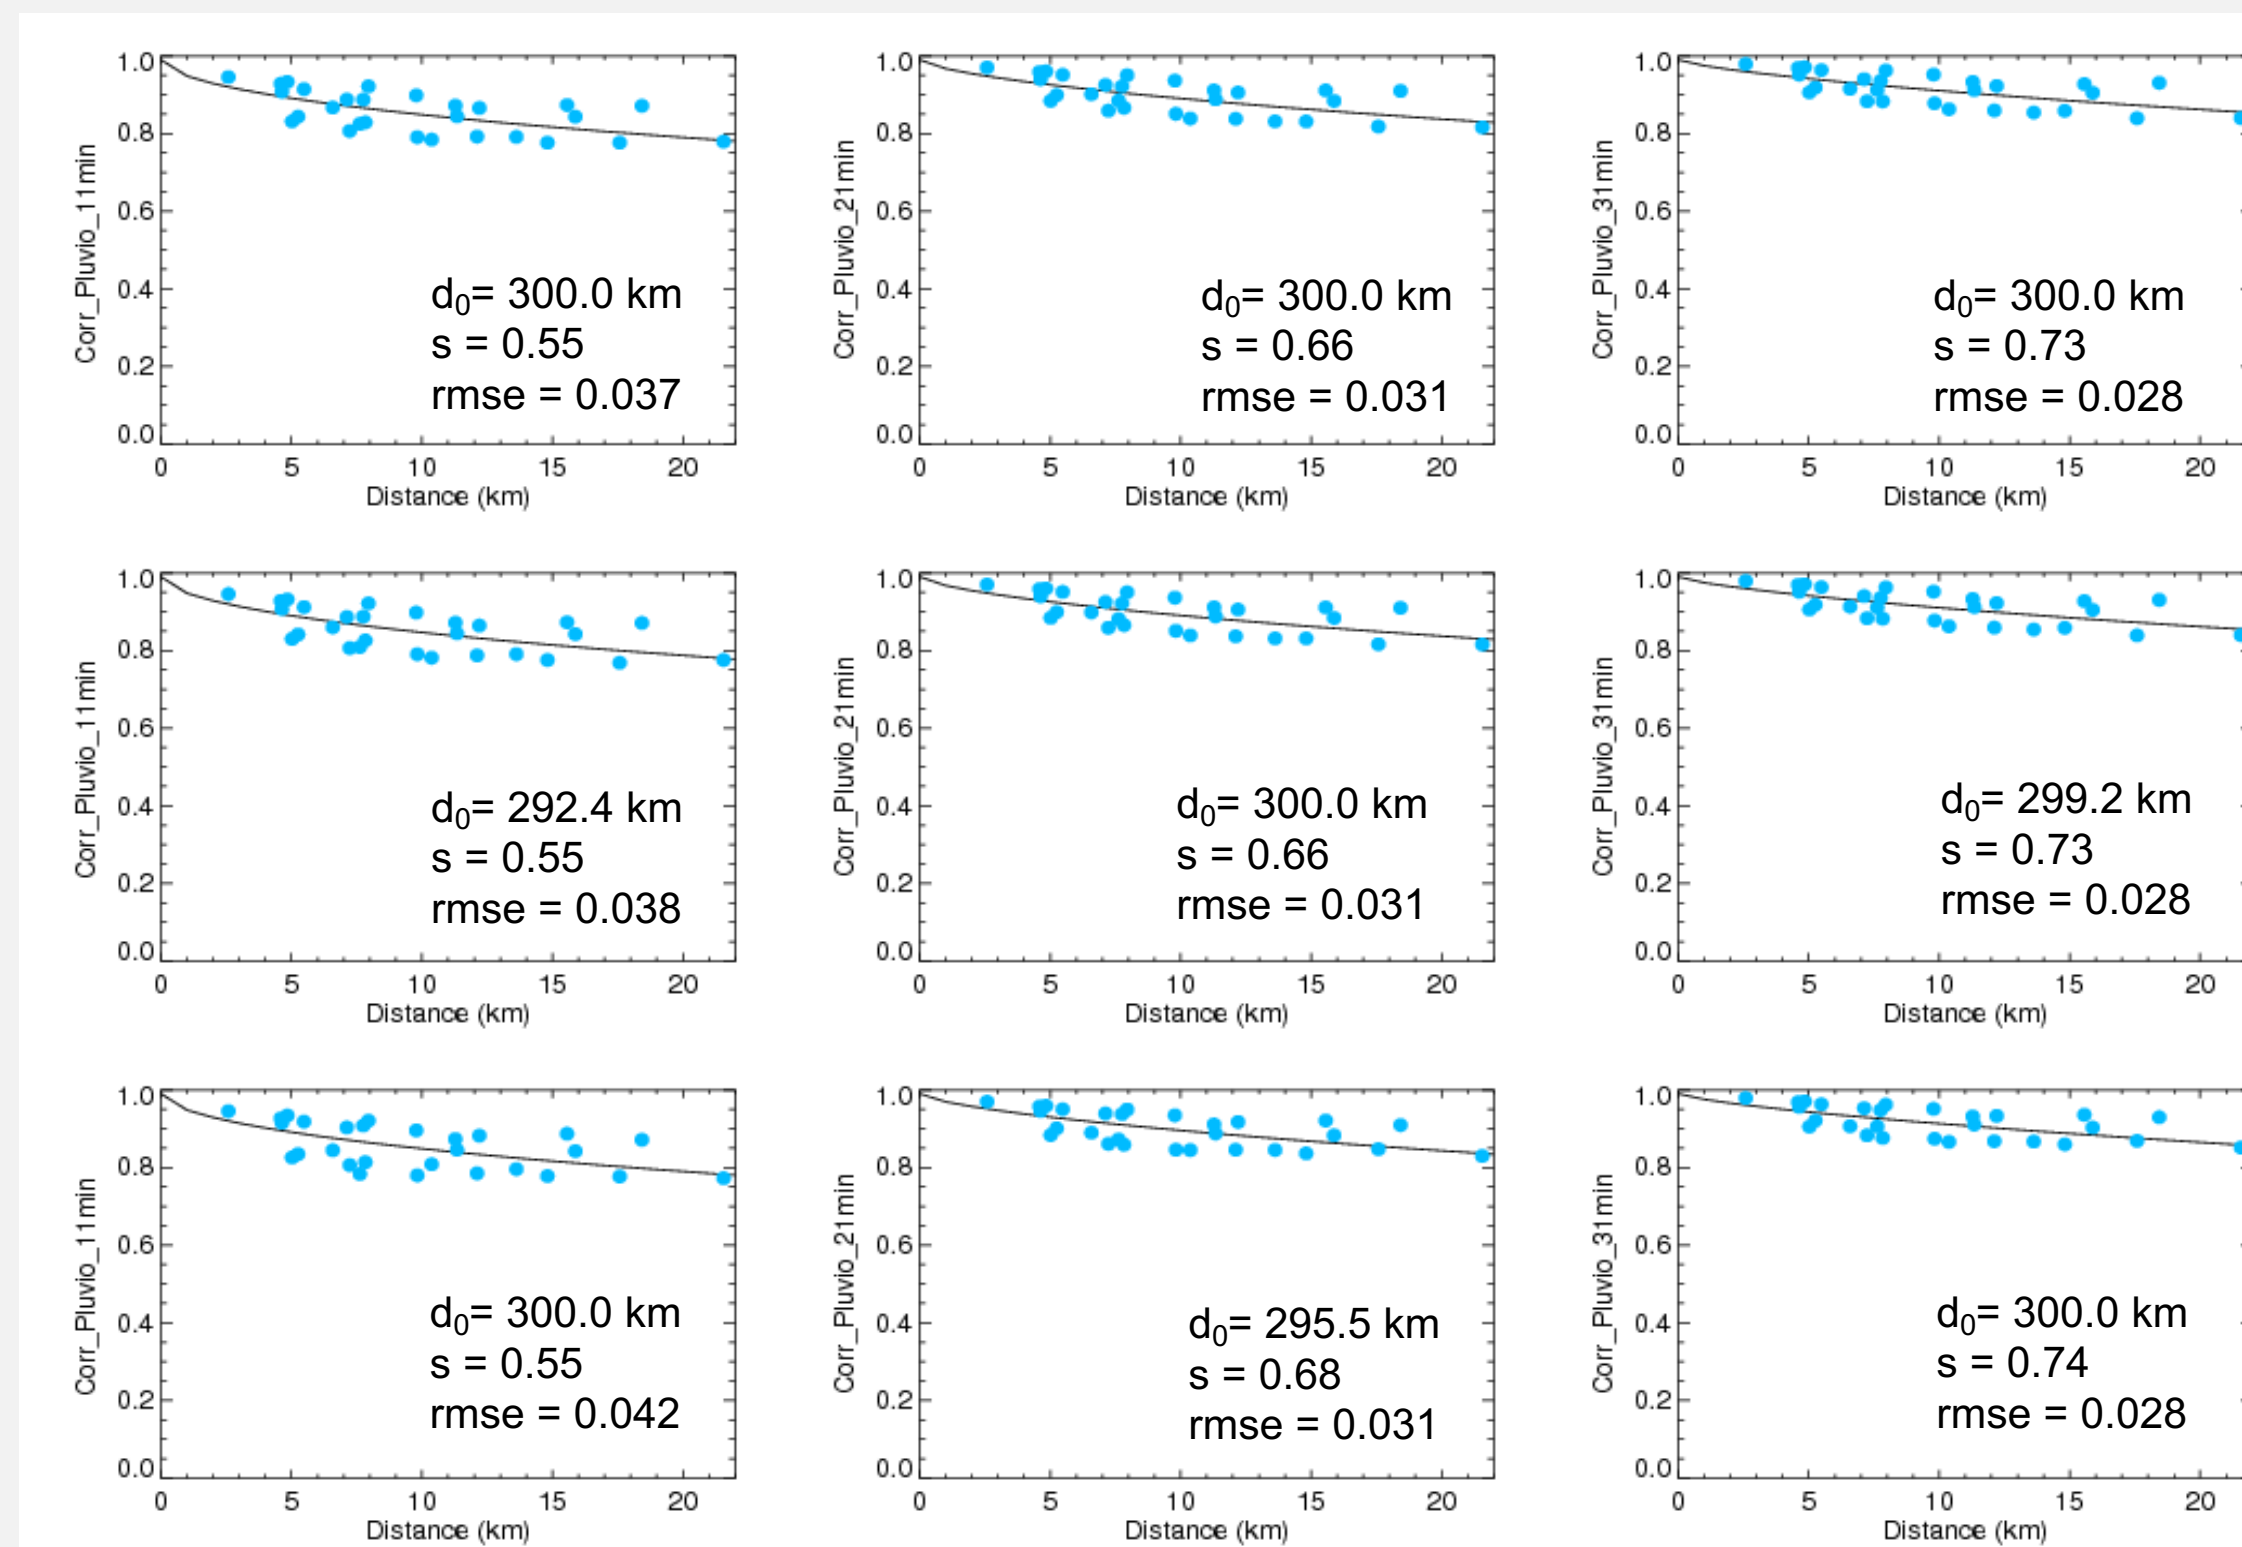 1.0
0.8
0.6
0.4
0.2
0.0
Corr_Pluvio_11min
d₀= 300.0 km
s = 0.55
rmse = 0.037
0 5 10 15 20
Distance (km)
1.0
0.8
0.6
0.4
0.2
0.0
Corr_Pluvio_21min
d₀= 300.0 km
s = 0.66
rmse = 0.031
0 5 10 15 20
Distance (km)
1.0
0.8
0.6
0.4
0.2
0.0
Corr_Pluvio_31min
d₀= 300.0 km
s = 0.73
rmse = 0.028
0 5 10 15 20
Distance (km)
1.0
0.8
0.6
0.4
0.2
0.0
Corr_Pluvio_11min
d₀= 292.4 km
s = 0.55
rmse = 0.038
0 5 10 15 20
Distance (km)
1.0
0.8
0.6
0.4
0.2
0.0
Corr_Pluvio_21min
d₀= 300.0 km
s = 0.66
rmse = 0.031
0 5 10 15 20
Distance (km)
1.0
0.8
0.6
0.4
0.2
0.0
Corr_Pluvio_31min
d₀= 299.2 km
s = 0.73
rmse = 0.028
0 5 10 15 20
Distance (km)
1.0
0.8
0.6
0.4
0.2
0.0
Corr_Pluvio_11min
d₀= 300.0 km
s = 0.55
rmse = 0.042
0 5 10 15 20
Distance (km)
1.0
0.8
0.6
0.4
0.2
0.0
Corr_Pluvio_21min
d₀= 295.5 km
s = 0.68
rmse = 0.031
0 5 10 15 20
Distance (km)
1.0
0.8
0.6
0.4
0.2
0.0
Corr_Pluvio_31min
d₀= 300.0 km
s = 0.74
rmse = 0.028
0 5 10 15 20
Distance (km)